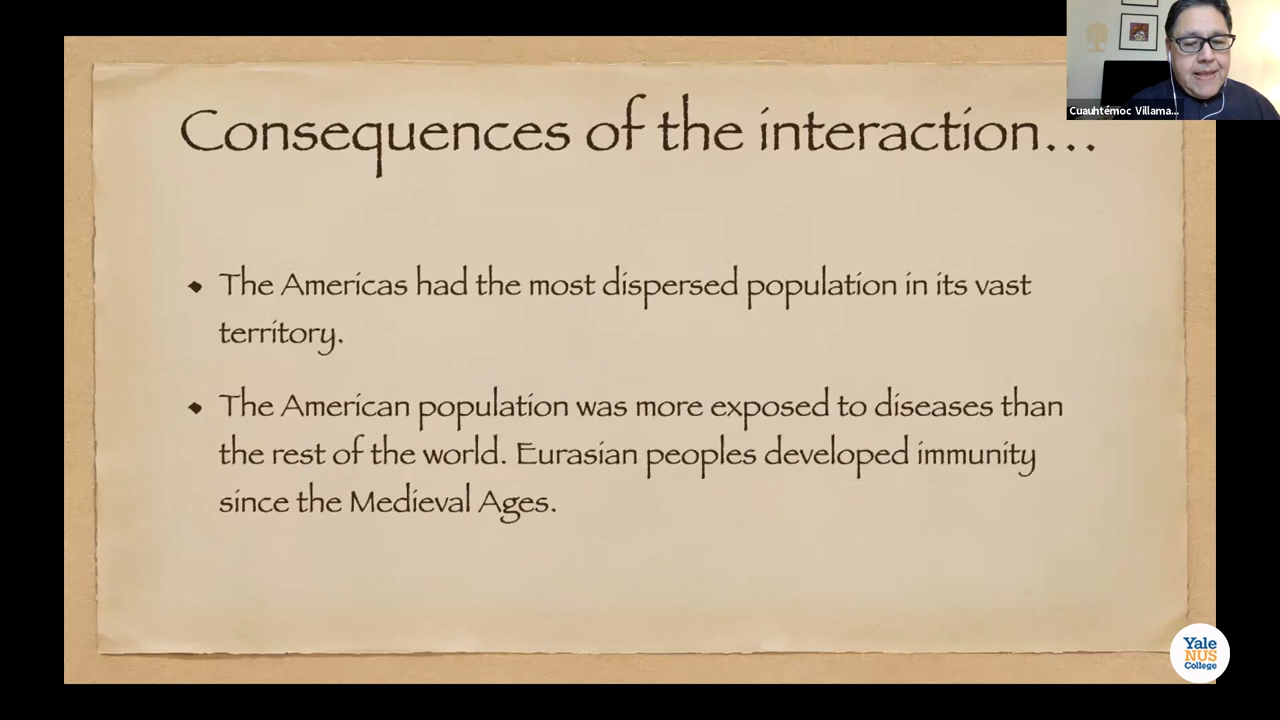 Consequences of the interaction...
The Americas had the most dispersed population in its vast
territory.
The American population was more exposed to diseases than
the rest of the world. Eurasian peoples developed immunity
since the Medieval Ages.
Cuauhtémoc Villama...
Yale
NUS
College